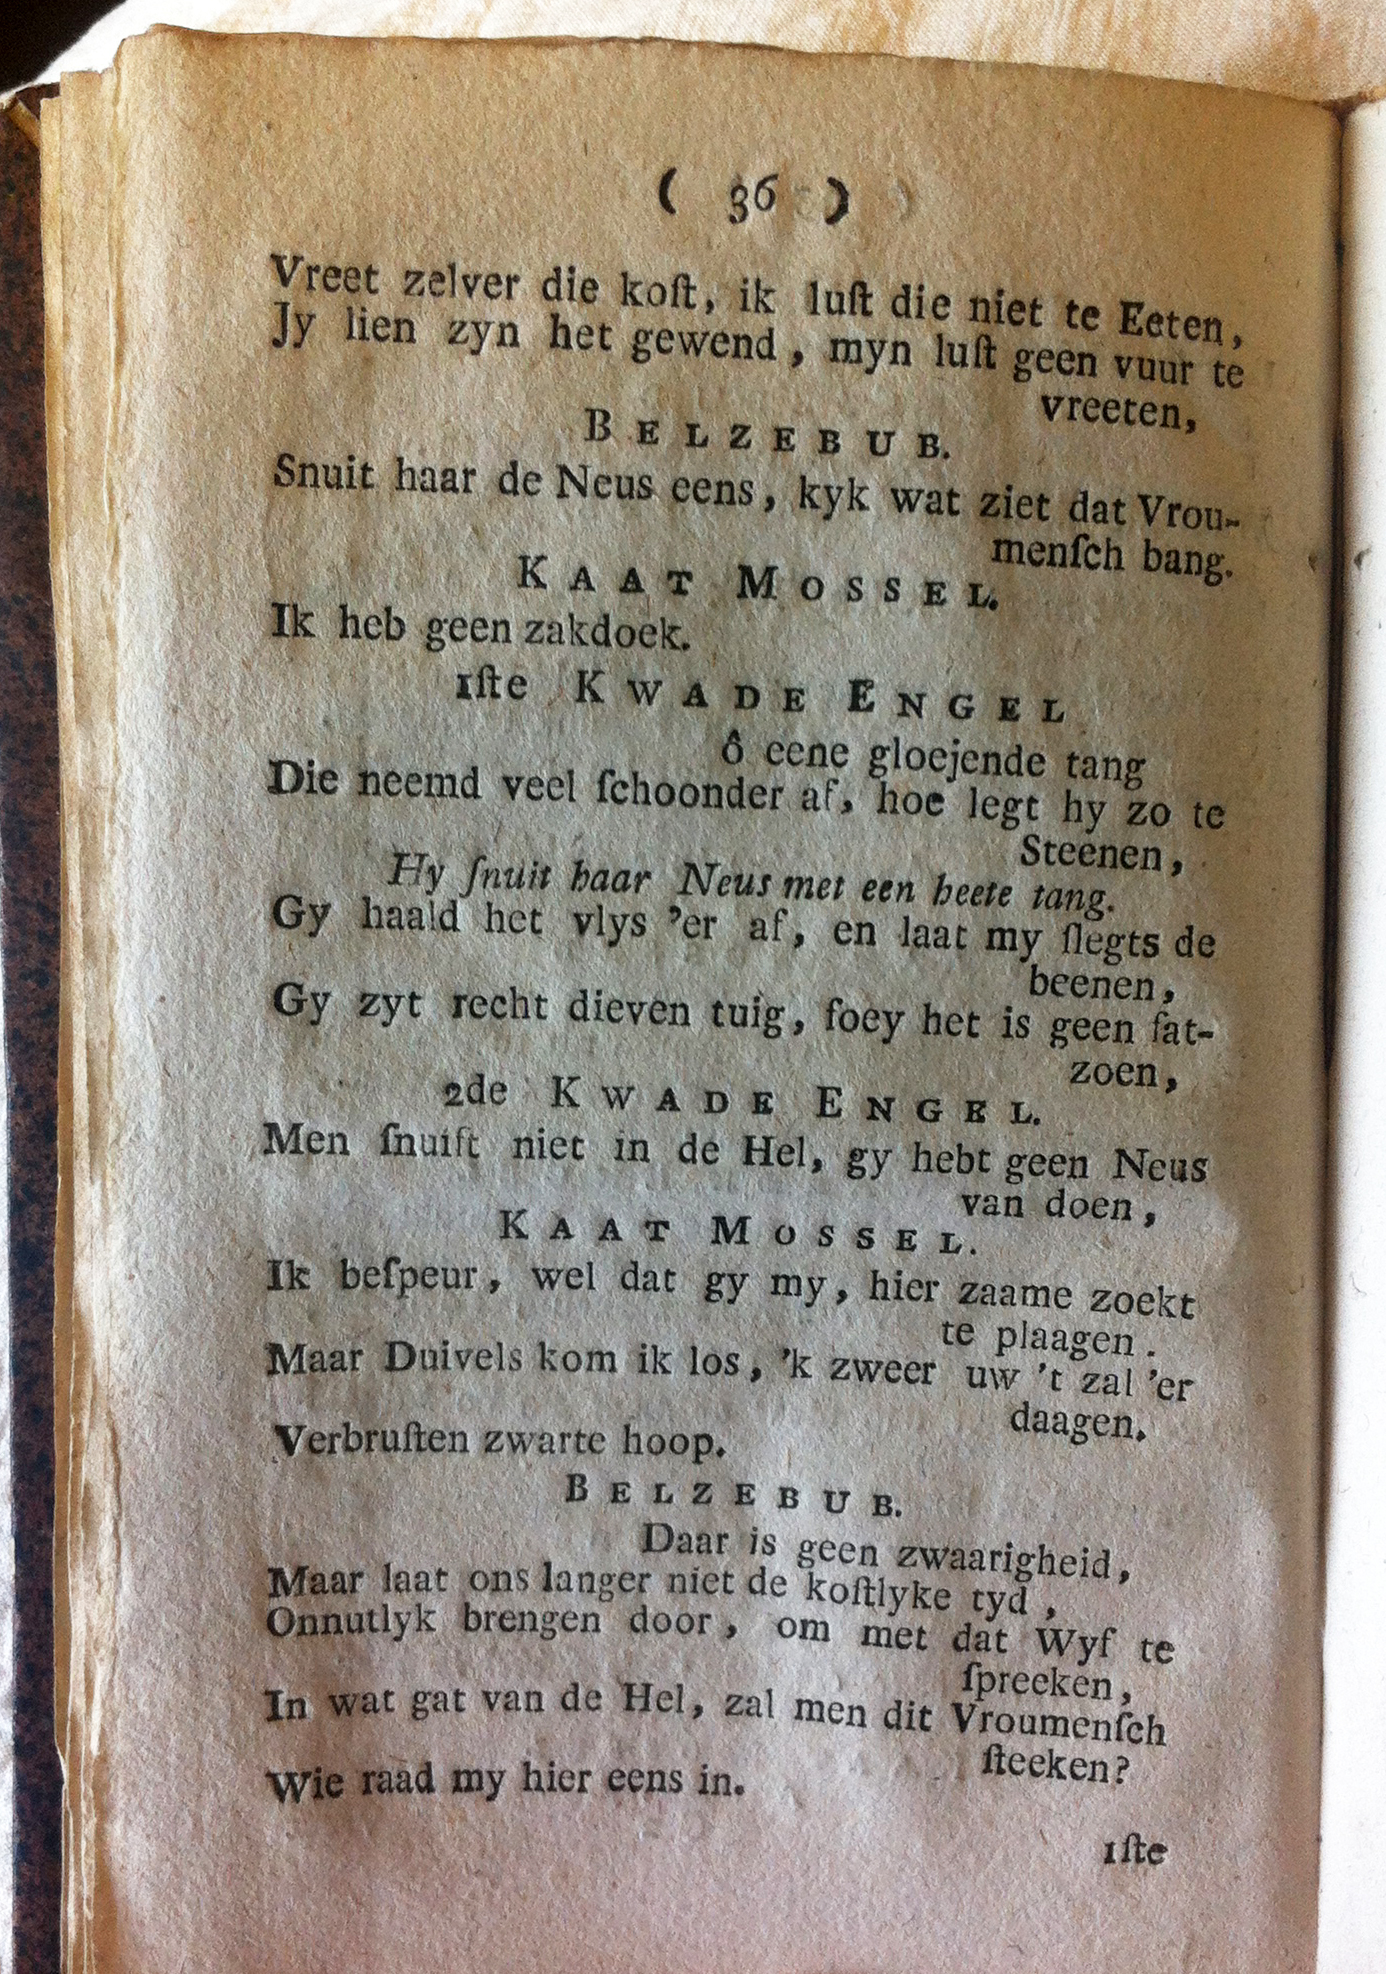 ( 36 )
Vreet zelver die koſt, ik luſt die niet te Eeten,
Jy lien zyn het gewend, myn luſt geen vuur te
vreeten,
BELZEBUB.
Snuit haar de Neus eens, kyk wat ziet dat Vrou-
menſch bang.
KAAT MOSSEL.
Ik heb geen zakdoek.
1ſte KWADE ENGEL
ô eene gloejende tang
Die neemd veel ſchoonder af, hoe legt hy zo te
Steenen,
Hy ſnuit haar Neus met een heete tang.
Gy haald het vlys 'er af, en laat my ſlegts de
beenen,
Gy zyt recht dieven tuig, foey het is geen fat-
zoen,
2de KWADE ENGEL.
Men ſnuift niet in de Hel, gy hebt geen Neus
van doen,
KAAT MOSSEL.
Ik beſpeur, wel dat gy my, hier zaame zoekt
te plaagen.
Maar Duivels kom ik los, 'k zweer uw 't zal 'er
daagen.
Verbruſten zwarte hoop.
BELZEBUB.
Daar is geen zwaarigheid,
Maar laat ons langer niet de koſtlyke tyd,
Onnutlyk brengen door, om met dat Wyf te
ſpreeken,
In wat gat van de Hel, zal men dit Vroumenſch
ſteeken?
Wie raad my hier eens in.
1ſte